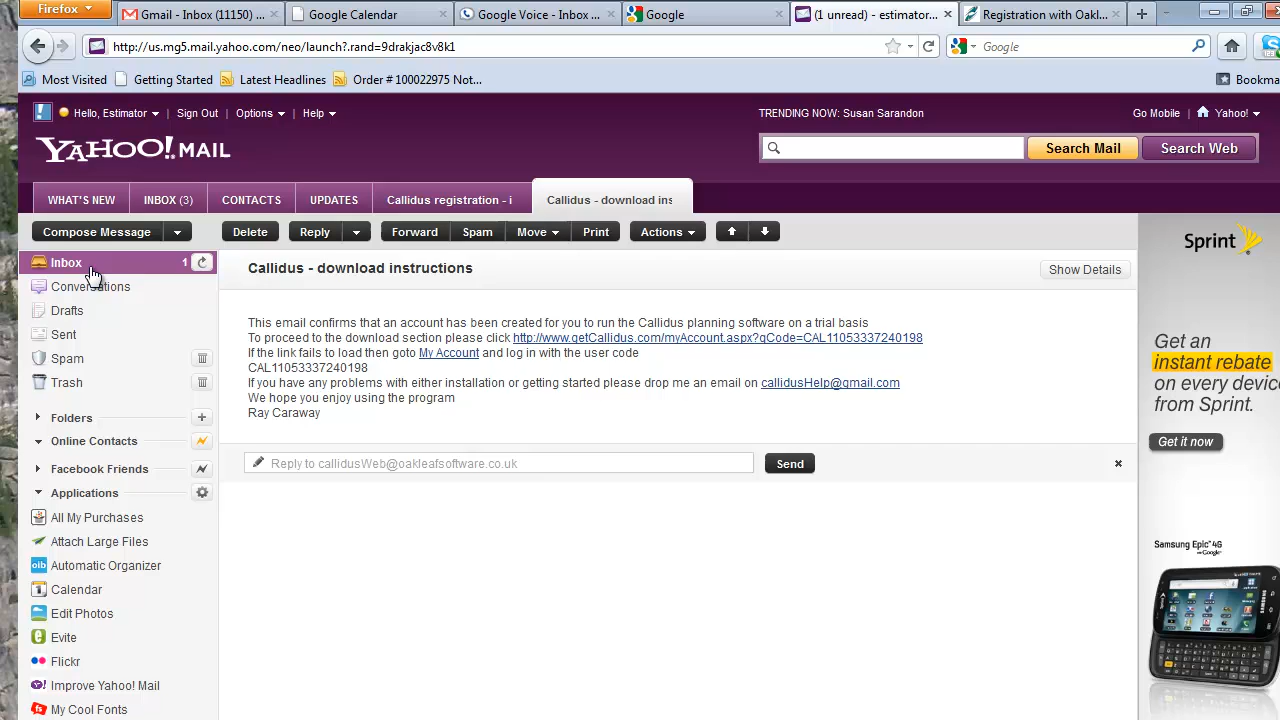 Firefox
Gmail - Inbox (11150) ...
Google Calendar
Google Voice - Inbox ...
Google
(1 unread) - estimator...
Registration with Oakl...
http://us.mg5.mail.yahoo.com/neo/launch?.rand=9drakjac8v8k1
Google
Most Visited
Getting Started
Latest Headlines
Order # 100022975 Not...
Bookma
Hello, Estimator
Sign Out
Options
Help
TRENDING NOW: Susan Sarandon
Go Mobile
Yahoo!
YAHOO! MAIL
Search Mail
Search Web
WHAT'S NEW
INBOX (3)
CONTACTS
UPDATES
Callidus registration - i
Callidus - download ins
Compose Message
Delete
Reply
Forward
Spam
Move
Print
Actions
Inbox
1
Conversations
Drafts
Sent
Spam
Trash
Folders
Online Contacts
Facebook Friends
Applications
All My Purchases
Attach Large Files
oib
Automatic Organizer
Calendar
Edit Photos
Evite
Flickr
Improve Yahoo! Mail
My Cool Fonts
Callidus - download instructions
Show Details
This email confirms that an account has been created for you to run the Callidus planning software on a trial basis
To proceed to the download section please click http://www.getCallidus.com/myAccount.aspx?qCode=CAL11053337240198
If the link fails to load then goto My Account and log in with the user code
CAL11053337240198
If you have any problems with either installation or getting started please drop me an email on callidusHelp@gmail.com
We hope you enjoy using the program
Ray Caraway
Reply to callidusWeb@oakleafsoftware.co.uk
Send
Sprint
Get an
instant rebate
on every device
from Sprint.
Get it now
Samsung Epic™ 4G
with Google